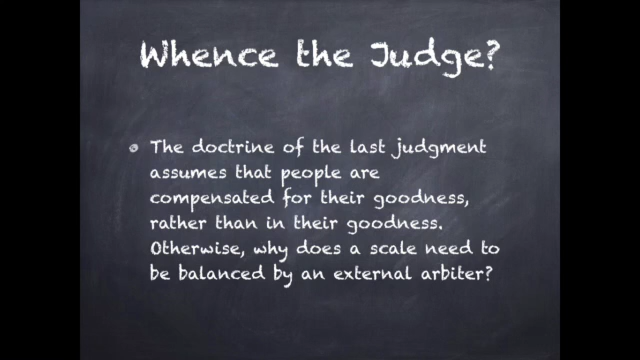 Whence the Judge?
The doctrine of the last judgment
assumes that people are
compensated for their goodness,
rather than in their goodness.
Otherwise, why does a scale need to
be balanced by an external arbiter?